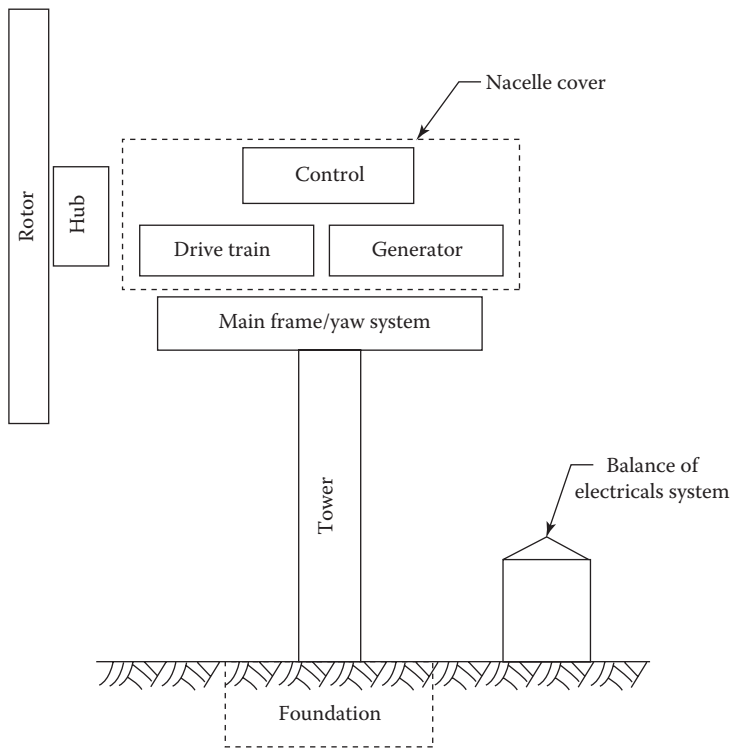 Nacelle cover
Control
Rotor
Hub
Drive train
Generator
Main frame/yaw system
Tower
Balance of
electricals system
Foundation